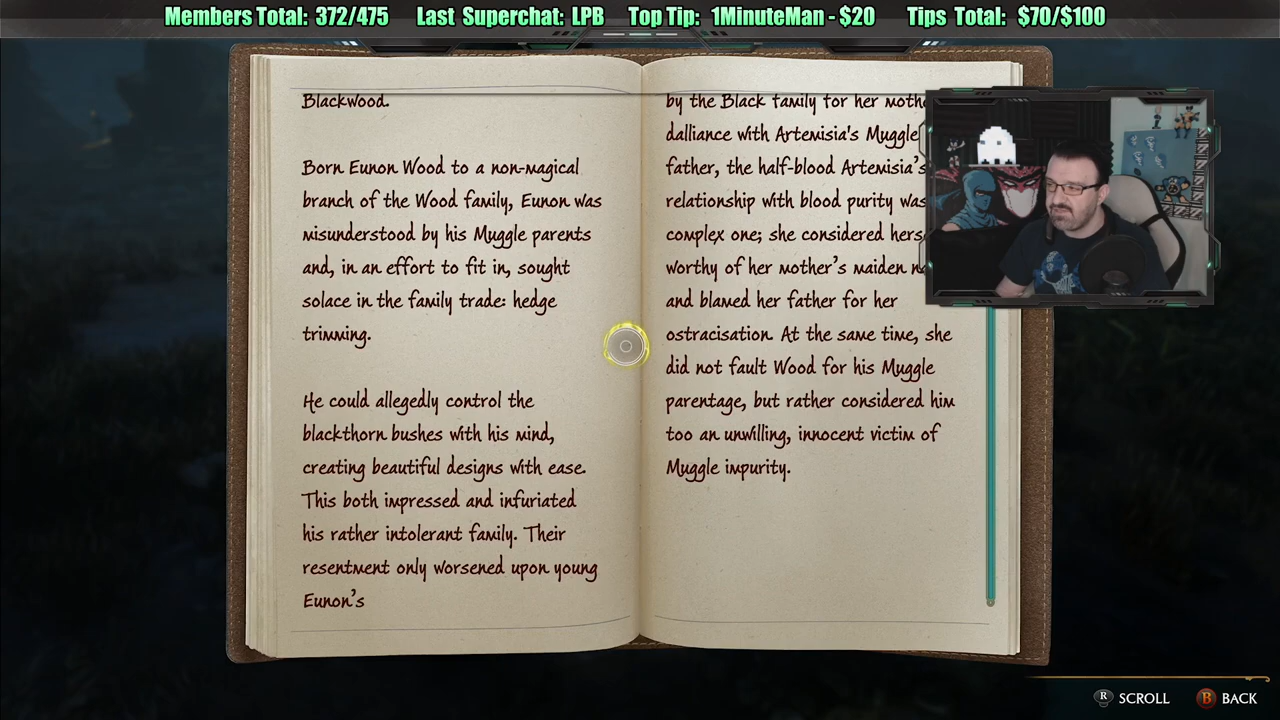 Members Total: 372/475 Last Superchat: LPB Top Tip: 1MinuteMan - $20 Tips Total: $70/$100
Blackwood.
Born Eunon Wood to a non-magical
branch of the Wood family, Eunon was
misunderstood by his Muggle parents
and, in an effort to fit in, sought
solace in the family trade: hedge
trimming.
He could allegedly control the
blackthorn bushes with his mind,
creating beautiful designs with ease.
This both impressed and infuriated
his rather intolerant family. Their
resentment only worsened upon young
Eunon's
by the Black family for her
dalliance with Artemisia's Muggle
father, the half-blood Artemisia's
relationship with blood purity was
complex one; she considered
worthy of her mother's maiden
and blamed her father for her
ostracisation. At the same time, she
did not fault Wood for his Muggle
parentage, but rather considered him
too an unwilling, innocent victim of
Muggle impurity.
R SCROLL B BACK